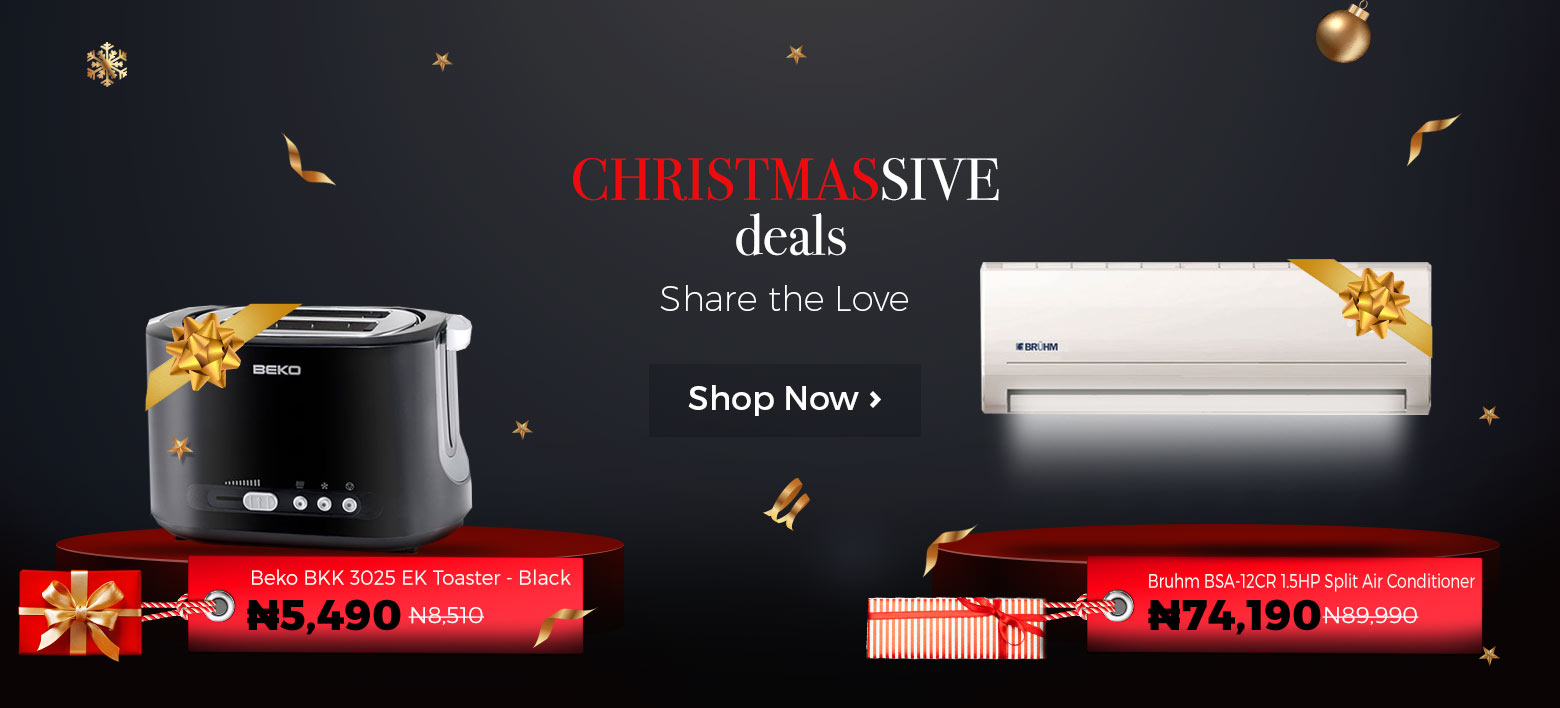 CHRISTMASSIVE
deals
Share the Love
Shop Now ›
BEKO
BRÜHM
Beko BKK 3025 EK Toaster - Black
₦5,490 ₦8,510
Bruhm BSA-12CR 1.5HP Split Air Conditioner
₦74,190 ₦89,990